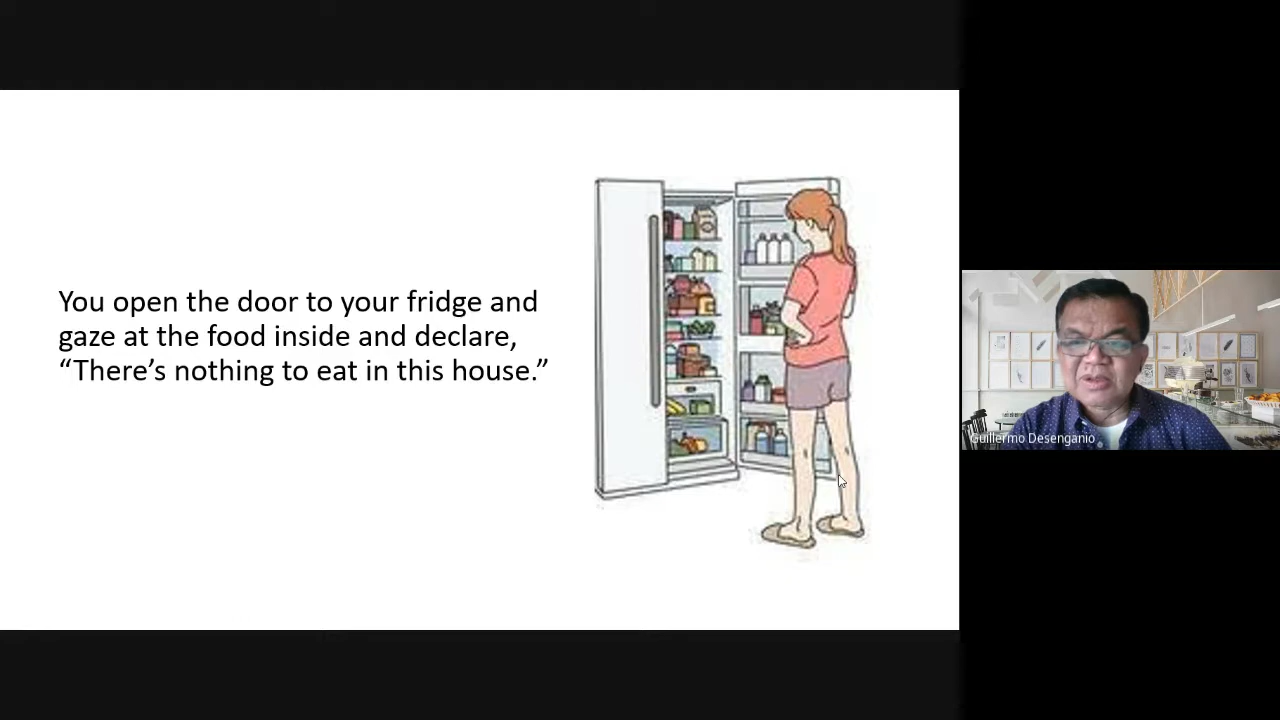 You open the door to your fridge and
gaze at the food inside and declare,
“There’s nothing to eat in this house.”
Guillermo Desenganio